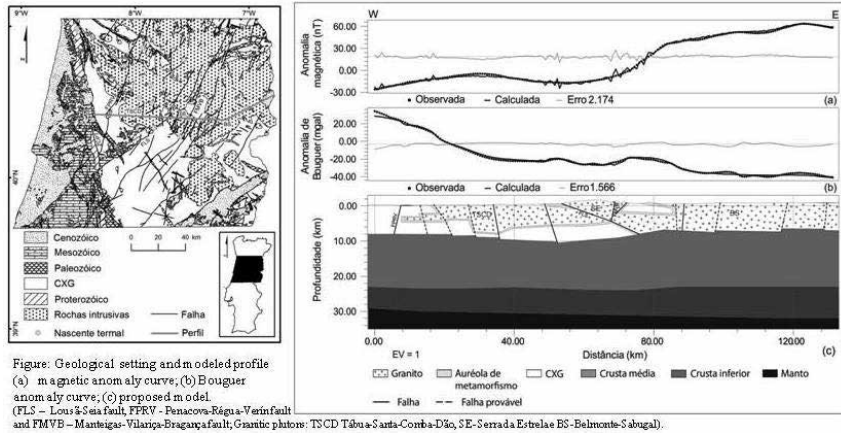 9°W 8°W 7°W
40°N
39°N
0 20 40 km
Cenozóico
Mesozóico
Paleozóico
CXG
Proterozóico
Rochas intrusivas
Nascente termal
Falha
Perfil
W E
Anomalia magnética (nT)
60.00
30.00
0.00
-30.00
Observada Calculada Erro 2.174
(a)
Anomalia de Bouguer (mgal)
20.00
0.00
-20.00
-40.00
Observada Calculada Erro 1.566
(b)
Profundidade (km)
0.00
10.00
20.00
30.00
TSCD
SE
BS
0.00 40.00 80.00 120.00
EV = 1 Distância (km) (c)
Granito Auréola de metamorfismo CXG Crusta média Crusta inferior Manto
Falha Falha provável
Figure: Geological setting and modeled profile
(a) magnetic anomaly curve; (b) Bouguer
anomaly curve; (c) proposed model.
(FLS – Lousã-Seia fault, FPRV - Penacova-Régua-Verín fault
and FMVB – Manteigas-Vilariça-Bragança fault; Granitic plutons: TSCD Tábua-Santa-Comba-Dão, SE-Serra da Estrela e BS-Belmonte-Sabugal).